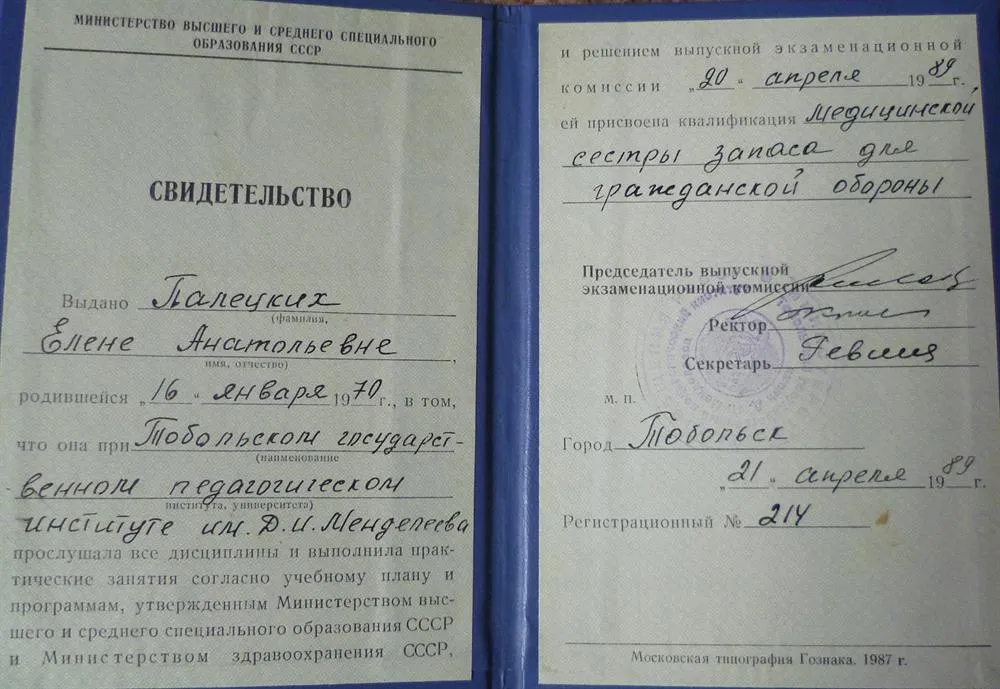 МИНИСТЕРСТВО ВЫСШЕГО И СРЕДНЕГО СПЕЦИАЛЬНОГО
ОБРАЗОВАНИЯ СССР
СВИДЕТЕЛЬСТВО
Выдано Палецких
(фамилия,
Елене Анатольевне,
имя, отчество)
родившейся „16“ января 1970 г., в том,
что она при Тобольском государст-
(наименование
венном педагогическом
института, университета)
институте им. Д.И. Менделеева
прослушала все дисциплины и выполнила прак-
тические занятия согласно учебному плану и
программам, утвержденным Министерством выс-
шего и среднего специального образования СССР
и Министерством здравоохранения СССР,
и решением выпускной экзаменационной
комиссии „20“ апреля 1989 г.
ей присвоена квалификация Медицинской
сестры запаса для
гражданской обороны
Председатель выпускной
экзаменационной комиссии
Ректор
Секретарь
М. П.
Город Тобольск
„21“ апреля 1989 г.
Регистрационный № 214
Московская типография Гознака. 1987 г.